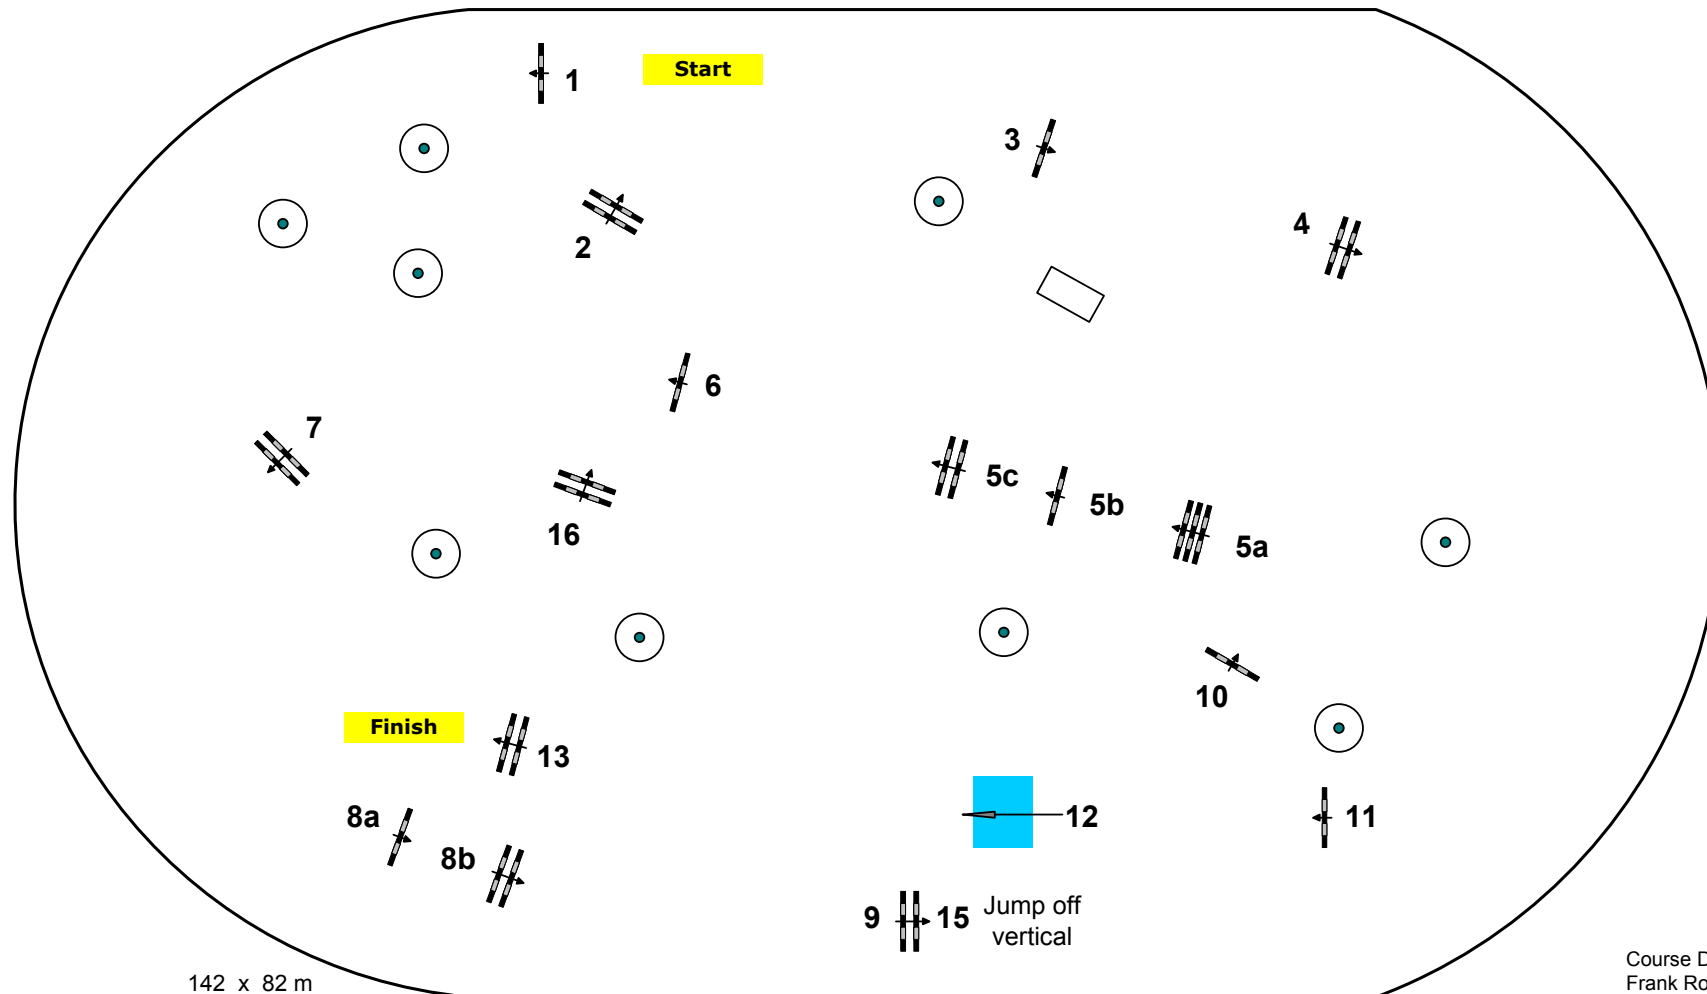 1
Start
3
2
4
6
7
5c
5b
16
5a
10
Finish
13
8a
12
11
8b
9
15
Jump off
vertical
142 x 82 m
Course D
Frank Ro